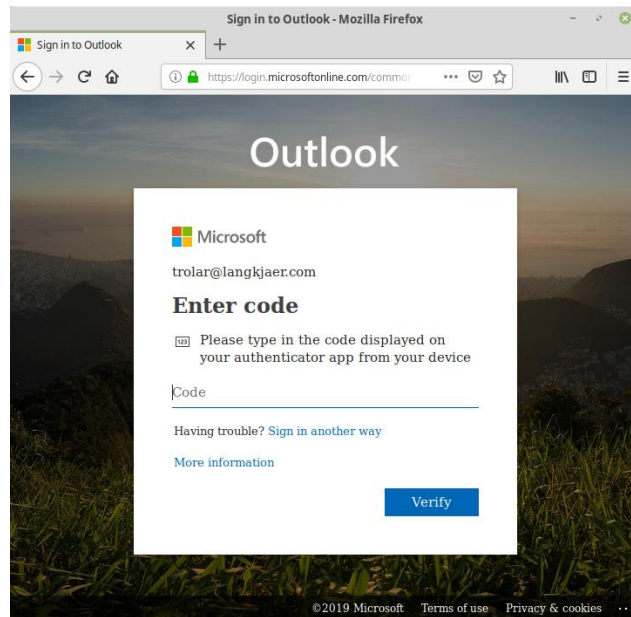 Sign in to Outlook - Mozilla Firefox
Sign in to Outlook
https://login.microsoftonline.com/commo
Outlook
Microsoft
trolar@langkjaer.com
Enter code
123
Please type in the code displayed on
your authenticator app from your device
Code
Having trouble? Sign in another way
More information
Verify
©2019 Microsoft Terms of use Privacy & cookies